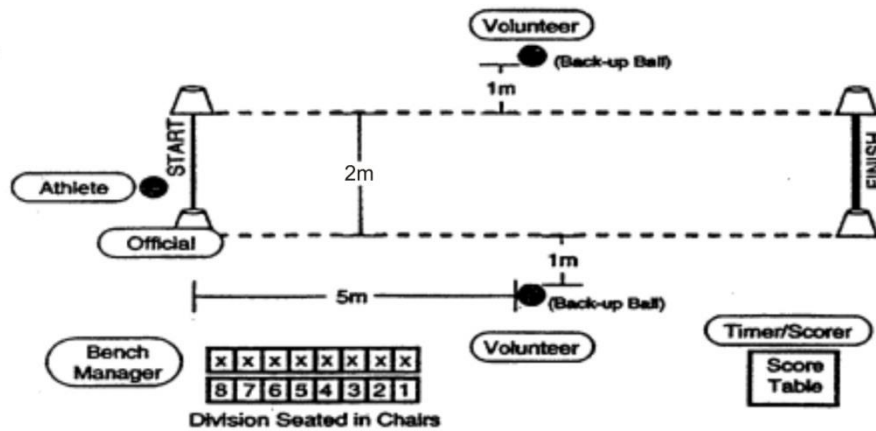 Volunteer
(Back-up Ball)
1m
START
2m
FINISH
Athlete
Official
1m
5m
(Back-up Ball)
Bench
Manager
x x x x x x x x
8 7 6 5 4 3 2 1
Division Seated in Chairs
Volunteer
Timer/Scorer
Score
Table